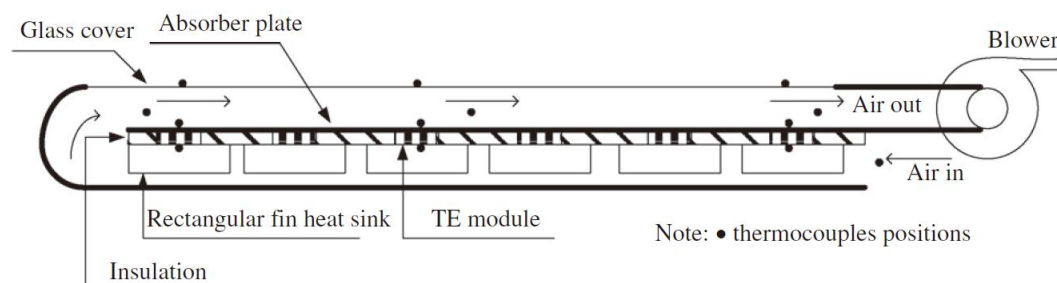 Glass cover
Absorber plate
Blower
Air out
Air in
Rectangular fin heat sink
TE module
Note: ● thermocouples positions
Insulation